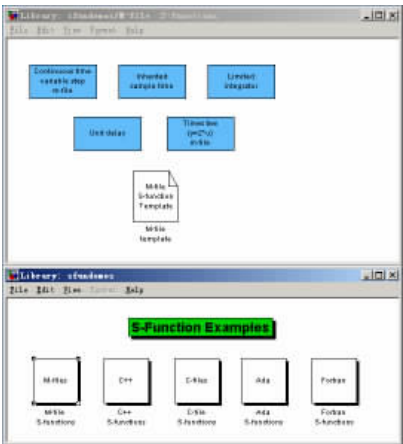 Library: sfundemos/M-file S-functions
File Edit View Format Help
Continuous time
variable step
m-file
Inherited
sample time
Limited
integrator
Unit delay
Times two
(y=2*u)
m-file
M-file
S-function
Template
M-file
template
Library: sfundemos
File Edit View Format Help
S-Function Examples
M-files
C++
C-files
Ada
Fortran
M-file
S-functions
C++
S-functions
C-file
S-functions
Ada
S-functions
Fortran
S-functions